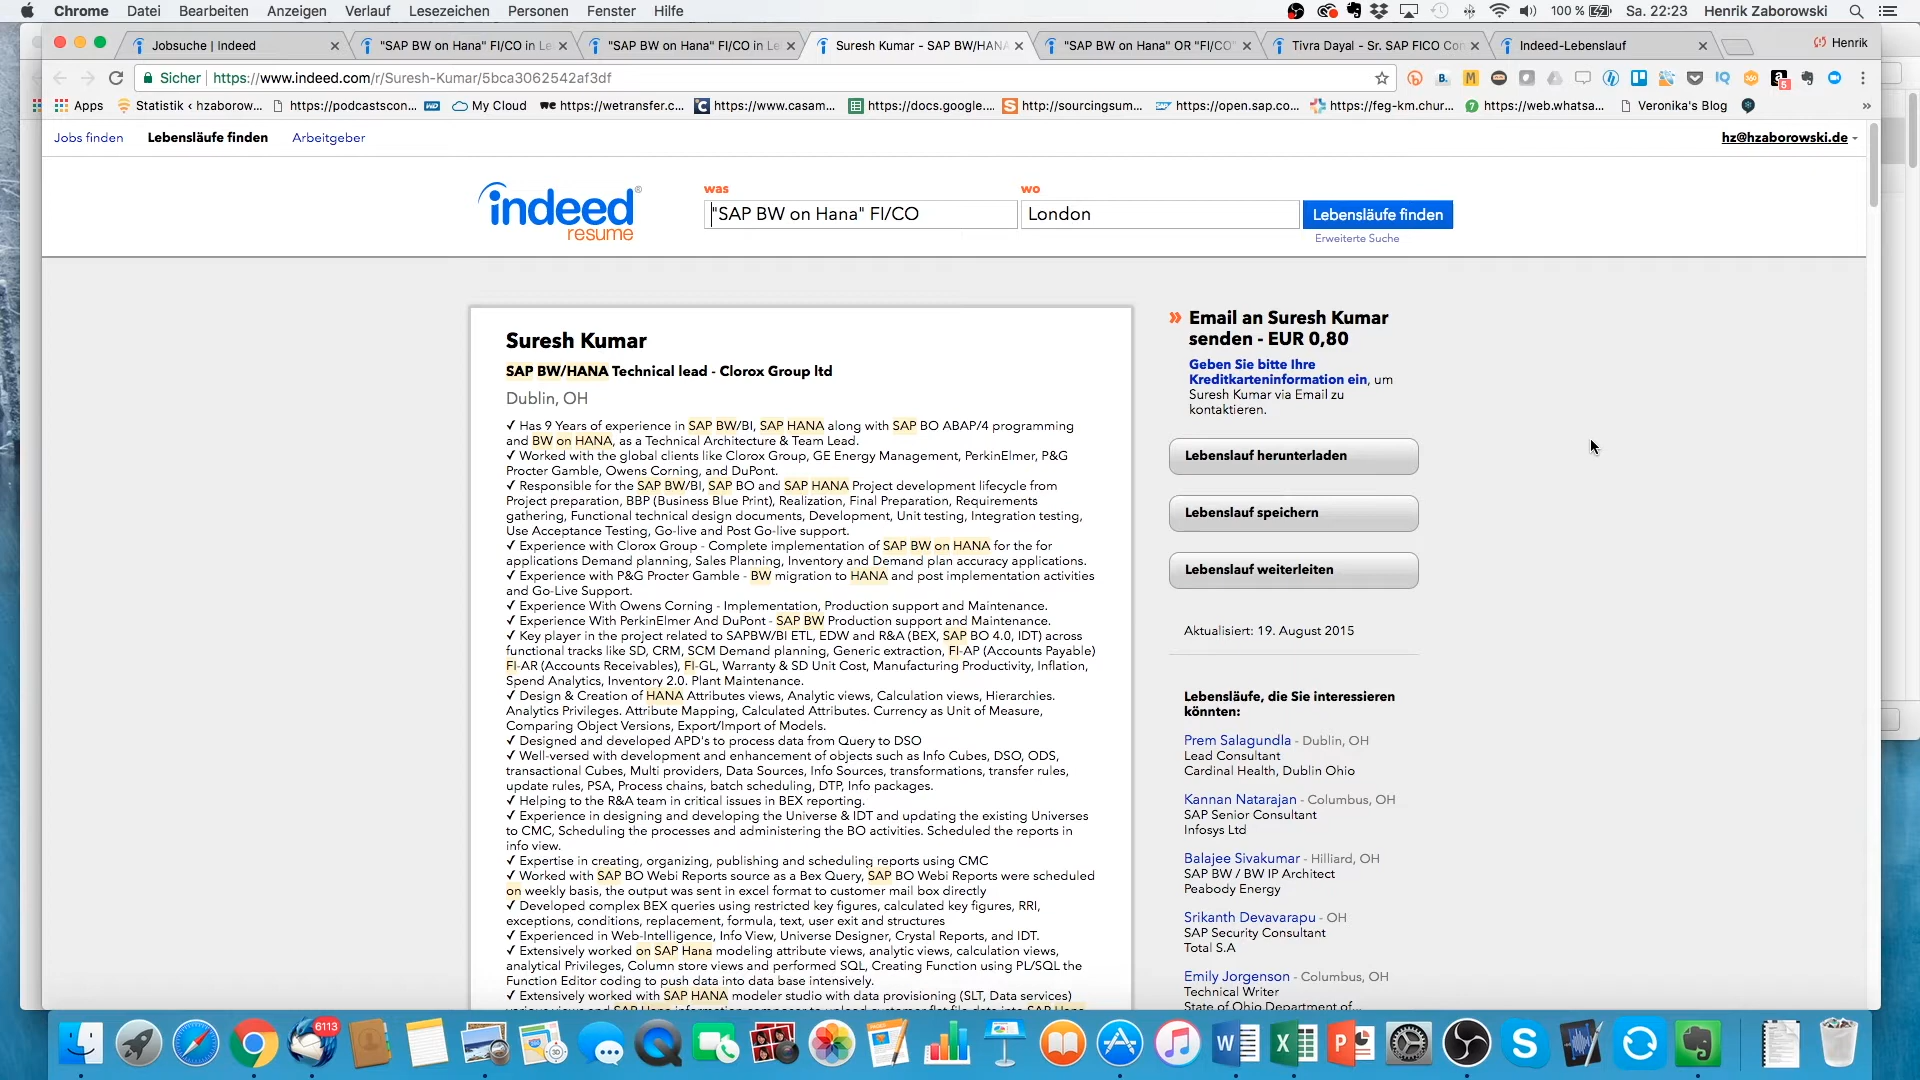 Chrome Datei Bearbeiten Anzeigen Verlauf Lesezeichen Personen Fenster Hilfe 100 % Sa. 22:23 Henrik Zaborowski
Jobsuche | Indeed "SAP BW on Hana" FI/CO in Le "SAP BW on Hana" FI/CO in Le Suresh Kumar - SAP BW/HANA "SAP BW on Hana" OR "FI/CO" Tivra Dayal - Sr. SAP FICO Con Indeed-Lebenslauf Henrik
Sicher https://www.indeed.com/r/Suresh-Kumar/5bca3062542af3df
Apps Statistik ‹ hzaborow... https://podcastscon... My Cloud https://wetransfer.c... https://www.casam... https://docs.google.... http://sourcingsum... https://open.sap.co... https://feg-km.chur... https://web.whatsa... Veronika's Blog »
Jobs finden Lebensläufe finden Arbeitgeber hz@hzaborowski.de
was wo
indeed® "SAP BW on Hana" FI/CO London Lebensläufe finden
resume Erweiterte Suche
Suresh Kumar
SAP BW/HANA Technical lead - Clorox Group ltd
Dublin, OH
✓ Has 9 Years of experience in SAP BW/BI, SAP HANA along with SAP BO ABAP/4 programming
and BW on HANA, as a Technical Architecture & Team Lead.
✓ Worked with the global clients like Clorox Group, GE Energy Management, PerkinElmer, P&G
Procter Gamble, Owens Corning, and DuPont.
✓ Responsible for the SAP BW/BI, SAP BO and SAP HANA Project development lifecycle from
Project preparation, BBP (Business Blue Print), Realization, Final Preparation, Requirements
gathering, Functional technical design documents, Development, Unit testing, Integration testing,
Use Acceptance Testing, Go-live and Post Go-live support.
✓ Experience with Clorox Group - Complete implementation of SAP BW on HANA for the for
applications Demand planning, Sales Planning, Inventory and Demand plan accuracy applications.
✓ Experience with P&G Procter Gamble - BW migration to HANA and post implementation activities
and Go-Live Support.
✓ Experience With Owens Corning - Implementation, Production support and Maintenance.
✓ Experience With PerkinElmer And DuPont - SAP BW Production support and Maintenance.
✓ Key player in the project related to SAPBW/BI ETL, EDW and R&A (BEX, SAP BO 4.0, IDT) across
functional tracks like SD, CRM, SCM Demand planning, Generic extraction, FI-AP (Accounts Payable)
FI-AR (Accounts Receivables), FI-GL, Warranty & SD Unit Cost, Manufacturing Productivity, Inflation,
Spend Analytics, Inventory 2.0. Plant Maintenance.
✓ Design & Creation of HANA Attributes views, Analytic views, Calculation views, Hierarchies.
Analytics Privileges. Attribute Mapping, Calculated Attributes. Currency as Unit of Measure,
Comparing Object Versions, Export/Import of Models.
✓ Designed and developed APD's to process data from Query to DSO
✓ Well-versed with development and enhancement of objects such as Info Cubes, DSO, ODS,
transactional Cubes, Multi providers, Data Sources, Info Sources, transformations, transfer rules,
update rules, PSA, Process chains, batch scheduling, DTP, Info packages.
✓ Helping to the R&A team in critical issues in BEX reporting.
✓ Experience in designing and developing the Universe & IDT and updating the existing Universes
to CMC, Scheduling the processes and administering the BO activities. Scheduled the reports in
info view.
✓ Expertise in creating, organizing, publishing and scheduling reports using CMC
✓ Worked with SAP BO Webi Reports source as a Bex Query, SAP BO Webi Reports were scheduled
on weekly basis, the output was sent in excel format to customer mail box directly
✓ Developed complex BEX queries using restricted key figures, calculated key figures, RRI,
exceptions, conditions, replacement, formula, text, user exit and structures
✓ Experienced in Web-Intelligence, Info View, Universe Designer, Crystal Reports, and IDT.
✓ Extensively worked on SAP Hana modeling attribute views, analytic views, calculation views,
analytical Privileges, Column store views and performed SQL, Creating Function using PL/SQL the
Function Editor coding to push data into data base intensively.
✓ Extensively worked with SAP HANA modeler studio with data provisioning (SLT, Data services)
» Email an Suresh Kumar
senden - EUR 0,80
Geben Sie bitte Ihre
Kreditkarteninformation ein, um
Suresh Kumar via Email zu
kontaktieren.
Lebenslauf herunterladen
Lebenslauf speichern
Lebenslauf weiterleiten
Aktualisiert: 19. August 2015
Lebensläufe, die Sie interessieren
könnten:
Prem Salagundla - Dublin, OH
Lead Consultant
Cardinal Health, Dublin Ohio
Kannan Natarajan - Columbus, OH
SAP Senior Consultant
Infosys Ltd
Balajee Sivakumar - Hilliard, OH
SAP BW / BW IP Architect
Peabody Energy
Srikanth Devavarapu - OH
SAP Security Consultant
Total S.A
Emily Jorgenson - Columbus, OH
Technical Writer
State of Ohio Department of...
6113